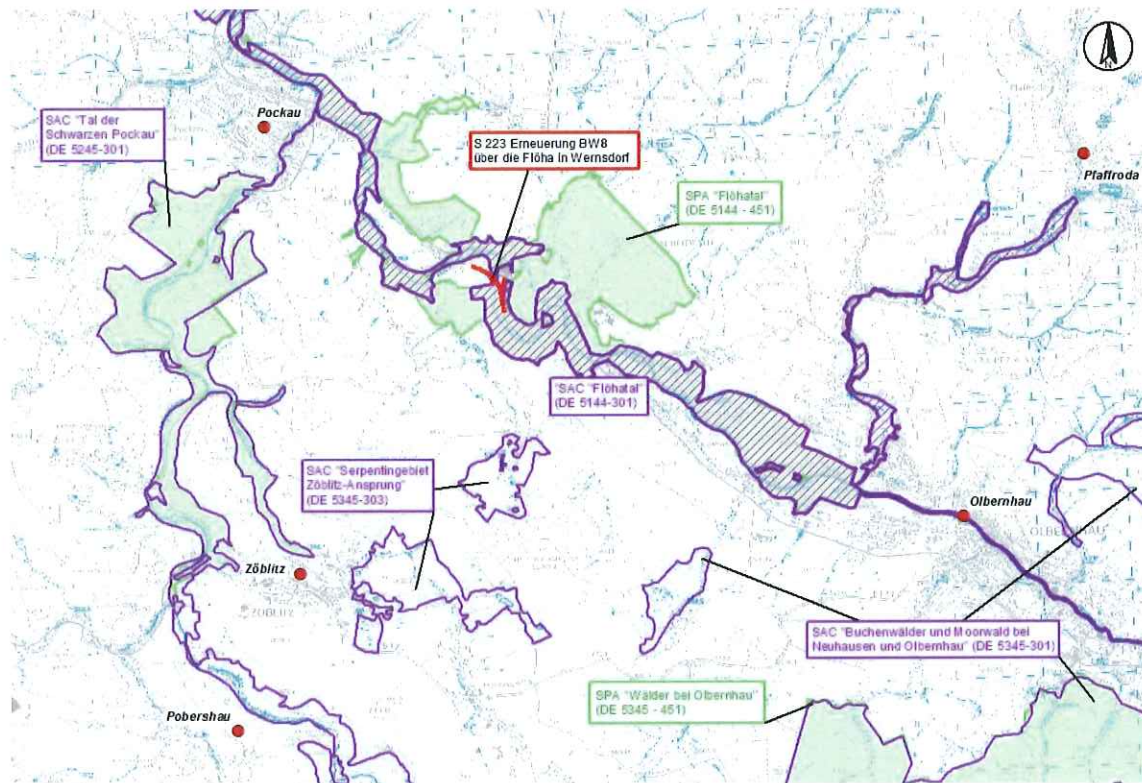 N
Pockau
SAC "Tal der
Schwarzen Pockau"
(DE 5245-301)
S 223 Erneuerung BW8
über die Flöha in Wernsdorf
Pfaffroda
SPA "Flöhatal"
(DE 5144 - 451)
"SAC "Flöhatal"
(DE 5144-301)
SAC "Serpentingebiet
Zöblitz-Ansprung"
(DE 5345-303)
Olbernhau
OLBERNHAU
Zöblitz
ZÖBLITZ
SAC "Buchenwälder und Moorwald bei
Neuhausen und Olbernhau" (DE 5345-301)
SPA "Wälder bei Olbernhau"
(DE 5345 - 451)
Pobershau